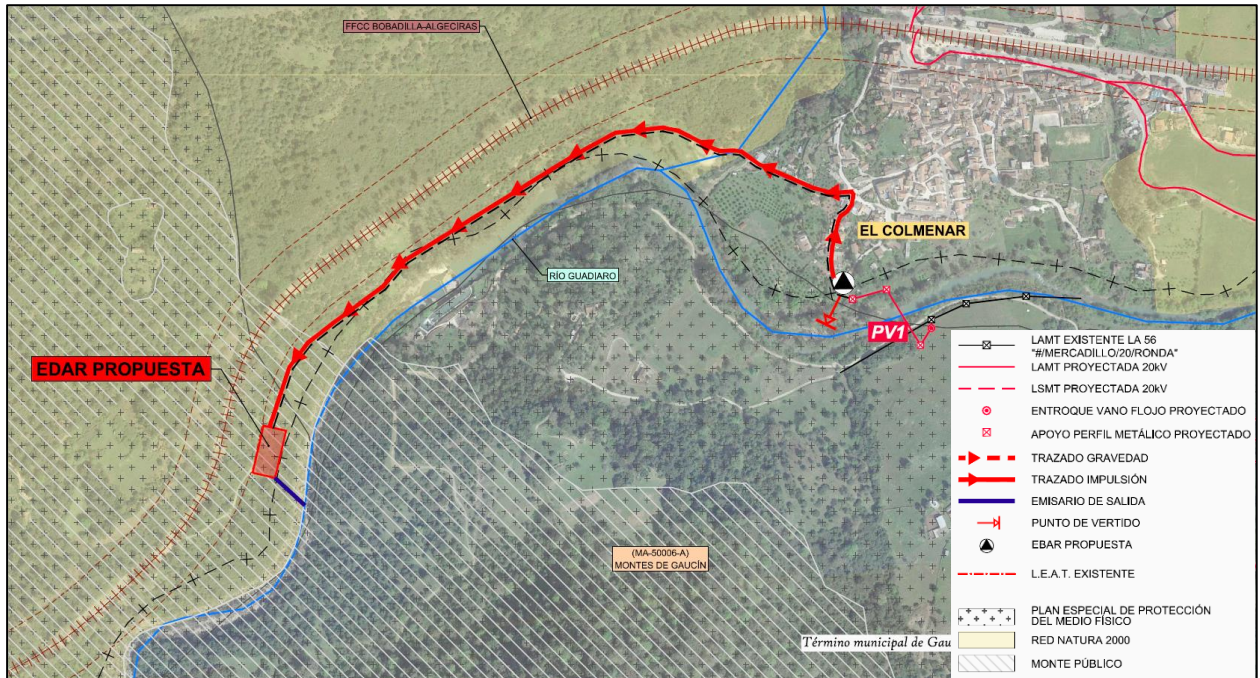 FFCC BOBADILLA-ALGECIRAS
EL COLMENAR
RÍO GUADIARO
PV1
EDAR PROPUESTA
(MA-50006-A)
MONTES DE GAUCÍN
Término municipal de Gau
LAMT EXISTENTE LA 56
"#/MERCADILLO/20/RONDA"
LAMT PROYECTADA 20kV
LSMT PROYECTADA 20kV
ENTROQUE VANO FLOJO PROYECTADO
APOYO PERFIL METÁLICO PROYECTADO
TRAZADO GRAVEDAD
TRAZADO IMPULSIÓN
EMISARIO DE SALIDA
PUNTO DE VERTIDO
EBAR PROPUESTA
L.E.A.T. EXISTENTE
PLAN ESPECIAL DE PROTECCIÓN
DEL MEDIO FÍSICO
RED NATURA 2000
MONTE PÚBLICO